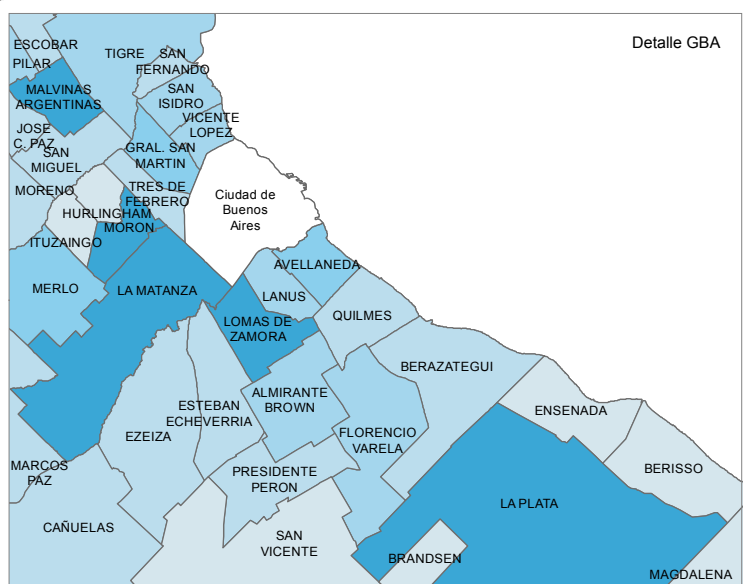 Detalle GBA
ESCOBAR
PILAR
TIGRE
SAN
FERNANDO
MALVINAS
ARGENTINAS
SAN
ISIDRO
VICENTE
LOPEZ
JOSE
C. PAZ
SAN
MIGUEL
GRAL. SAN
MARTIN
MORENO
TRES DE
FEBRERO
Ciudad de
Buenos
Aires
HURLINGHAM
MORON
ITUZAINGO
AVELLANEDA
MERLO
LA MATANZA
LANUS
LOMAS DE
ZAMORA
QUILMES
BERAZATEGUI
ESTEBAN
ECHEVERRIA
ALMIRANTE
BROWN
ENSENADA
EZEIZA
FLORENCIO
VARELA
BERISSO
MARCOS
PAZ
PRESIDENTE
PERON
LA PLATA
CAÑUELAS
SAN
VICENTE
BRANDSEN
MAGDALENA